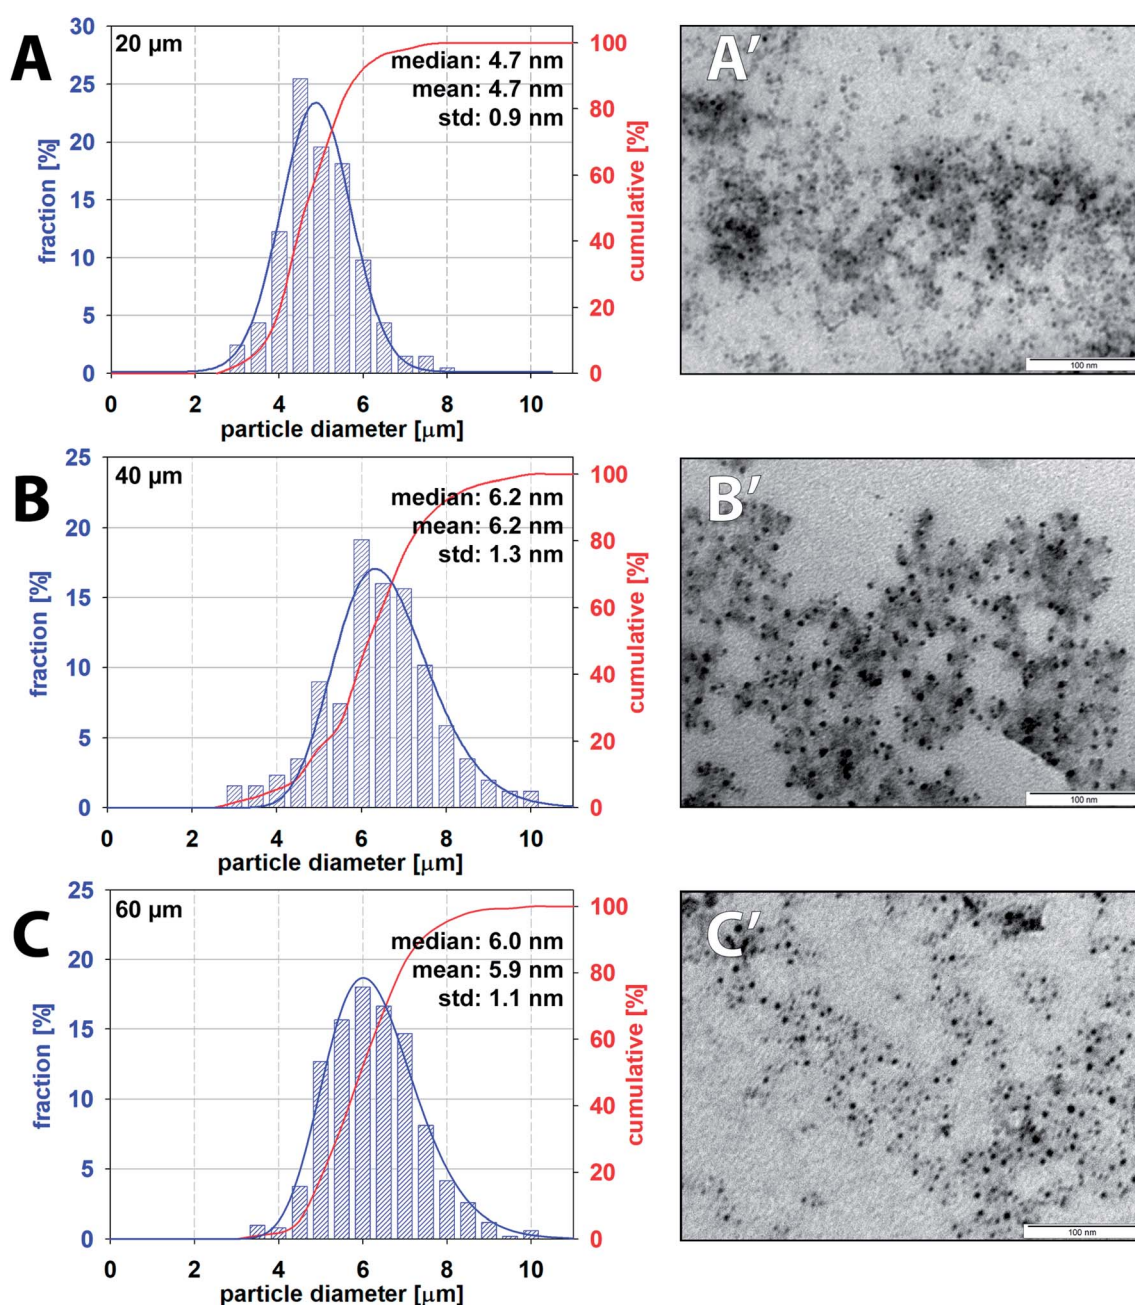 A
20 µm
median: 4.7 nm
mean: 4.7 nm
std: 0.9 nm
fraction [%]
30
25
20
15
10
5
0
cumulative [%]
100
80
60
40
20
0
0 2 4 6 8 10
particle diameter [µm]
A′
100 nm
B
40 µm
median: 6.2 nm
mean: 6.2 nm
std: 1.3 nm
fraction [%]
25
20
15
10
5
0
cumulative [%]
100
80
60
40
20
0
0 2 4 6 8 10
particle diameter [µm]
B′
100 nm
C
60 µm
median: 6.0 nm
mean: 5.9 nm
std: 1.1 nm
fraction [%]
25
20
15
10
5
0
cumulative [%]
100
80
60
40
20
0
0 2 4 6 8 10
particle diameter [µm]
C′
100 nm